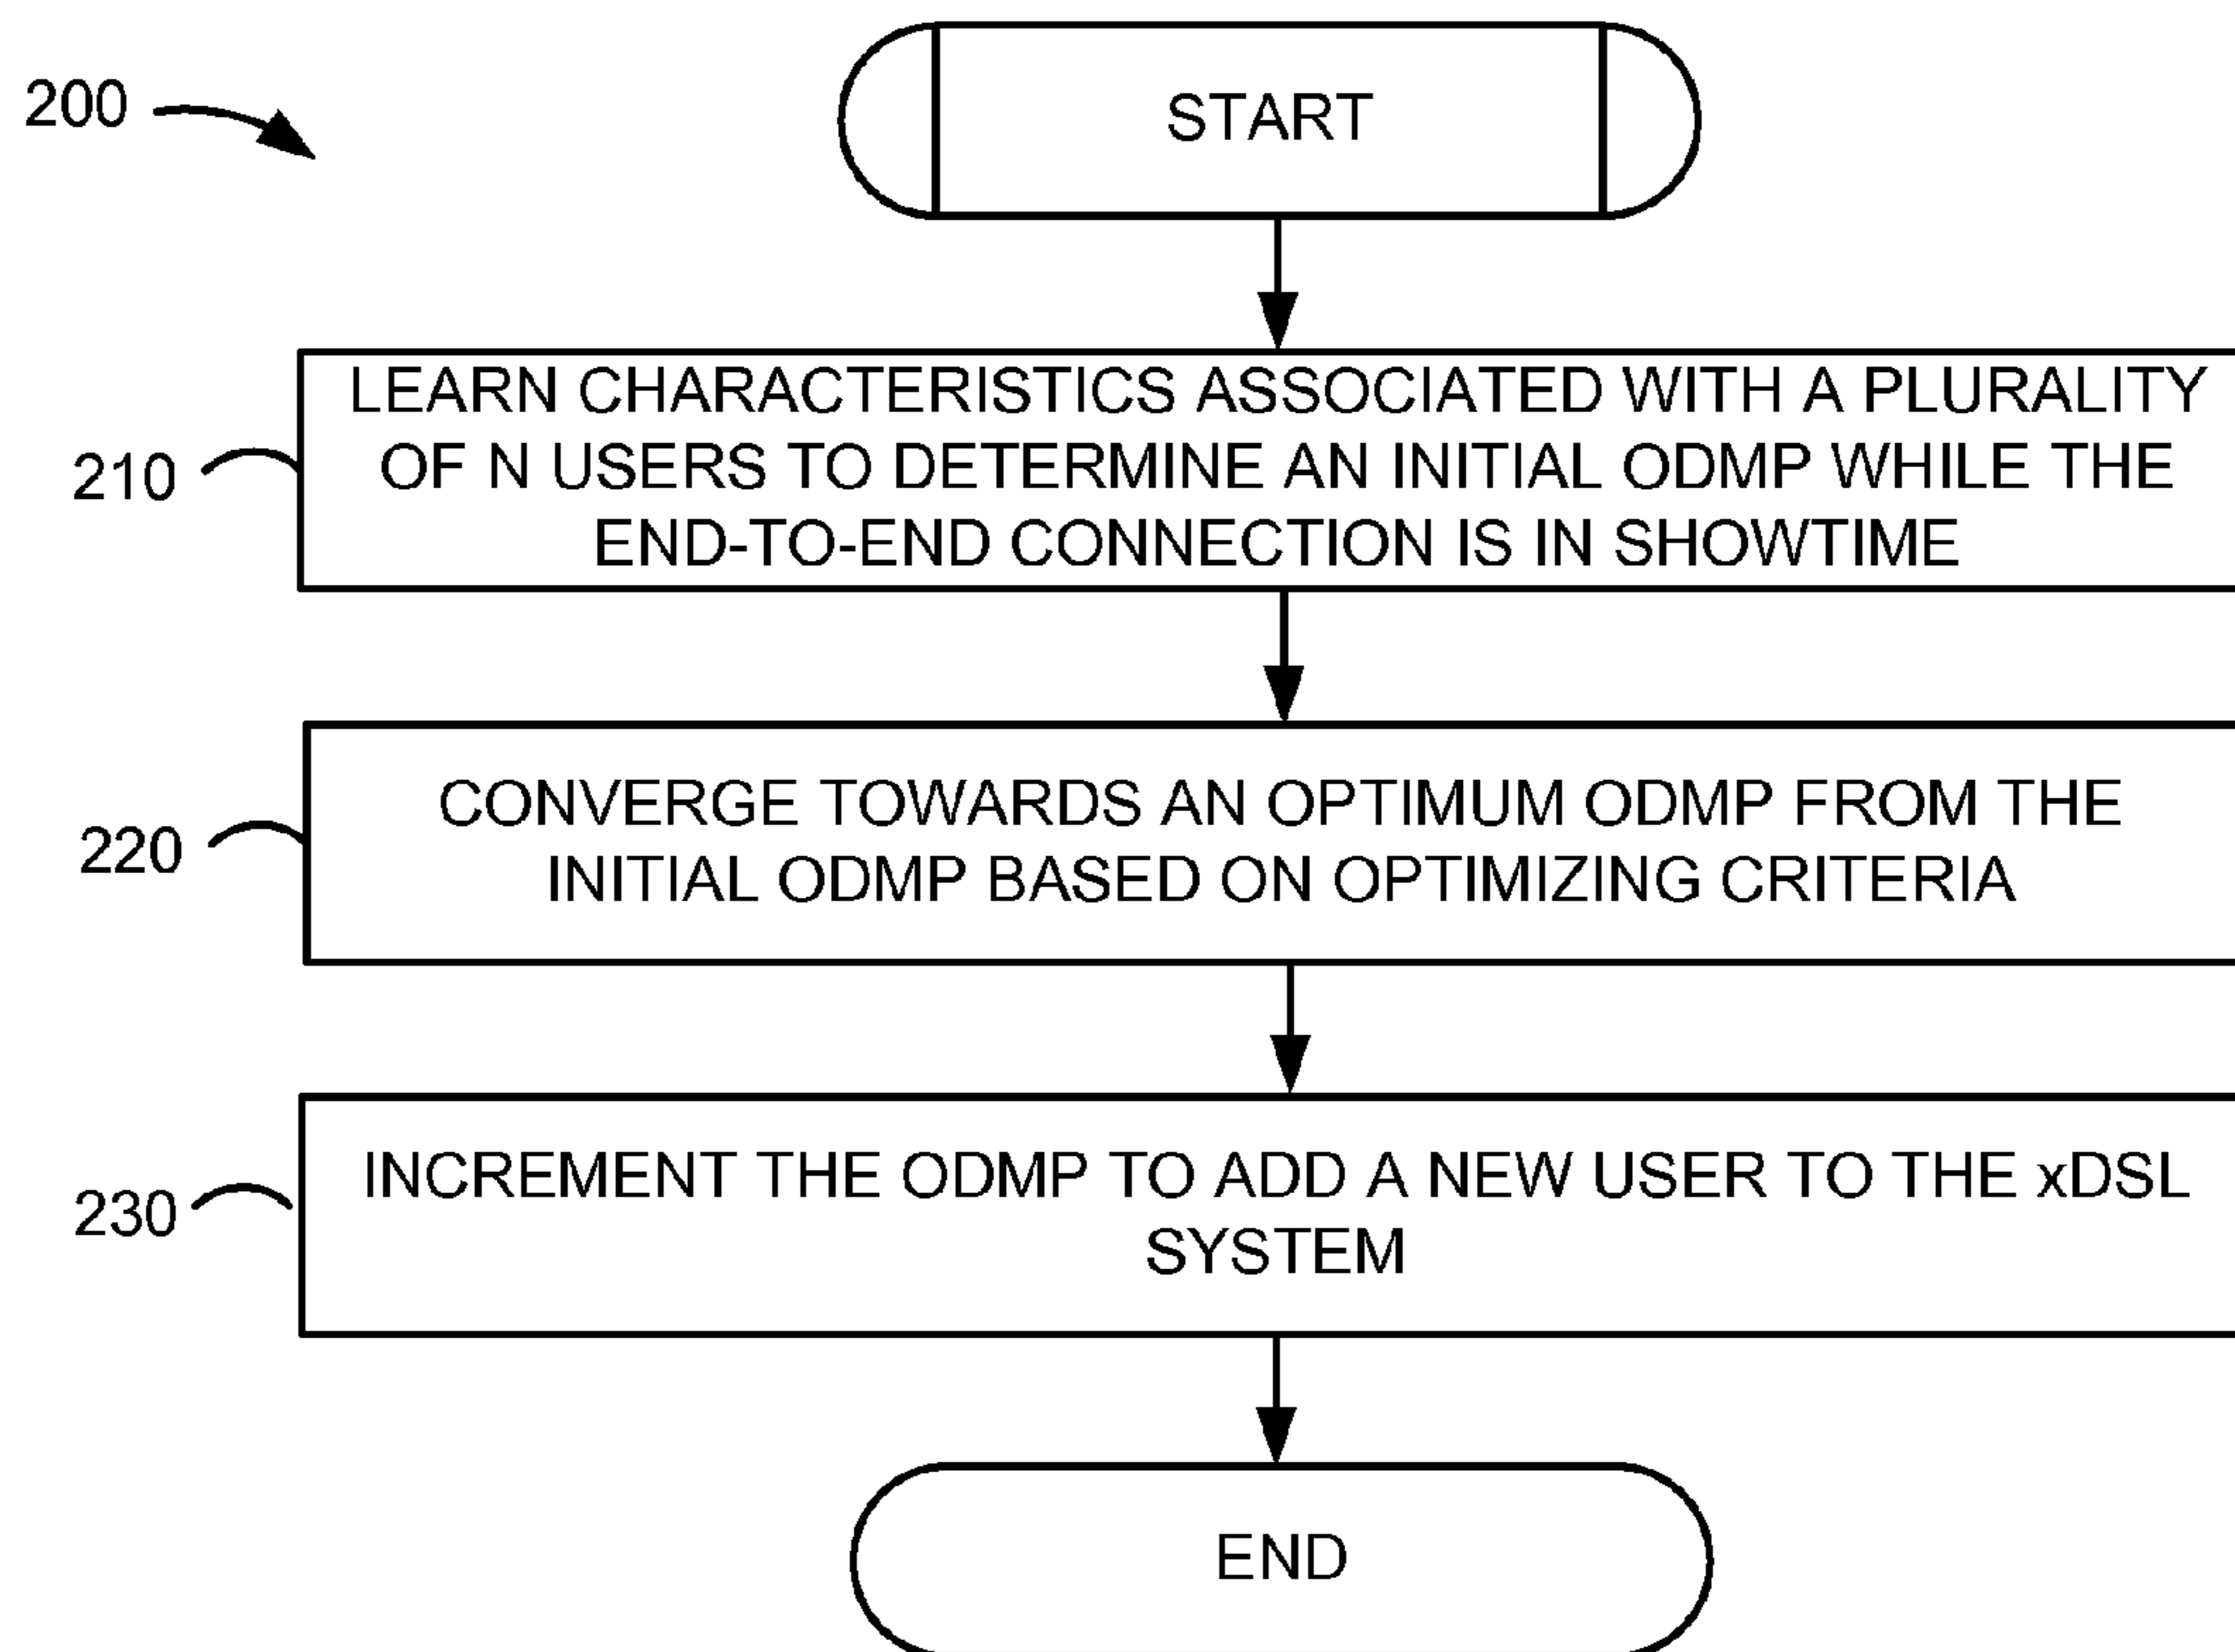 200
START
210
LEARN CHARACTERISTICS ASSOCIATED WITH A PLURALITY
OF N USERS TO DETERMINE AN INITIAL ODMP WHILE THE
END-TO-END CONNECTION IS IN SHOWTIME
220
CONVERGE TOWARDS AN OPTIMUM ODMP FROM THE
INITIAL ODMP BASED ON OPTIMIZING CRITERIA
230
INCREMENT THE ODMP TO ADD A NEW USER TO THE xDSL
SYSTEM
END